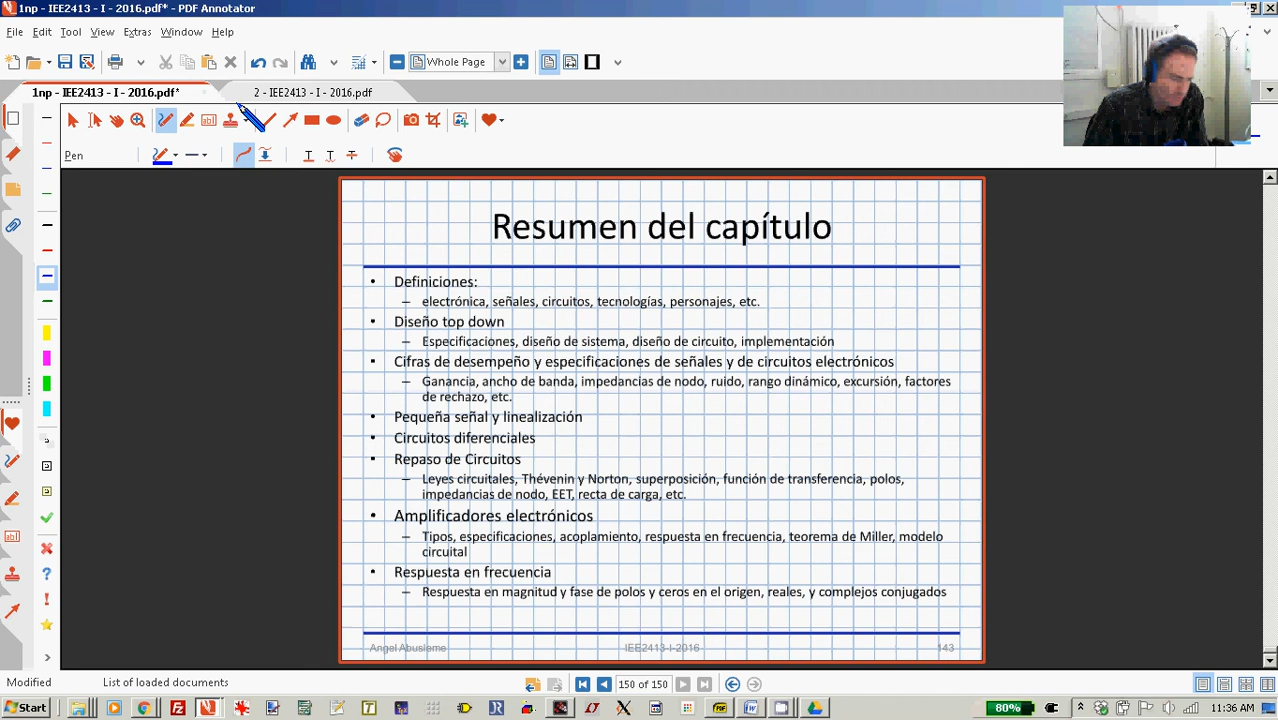 1np - IEE2413 - I - 2016.pdf* - PDF Annotator
File Edit Tool View Extras Window Help
Whole Page
1np - IEE2413 - I - 2016.pdf*
2 - IEE2413 - I - 2016.pdf
Pen
Resumen del capítulo
• Definiciones:
– electrónica, señales, circuitos, tecnologías, personajes, etc.
• Diseño top down
– Especificaciones, diseño de sistema, diseño de circuito, implementación
• Cifras de desempeño y especificaciones de señales y de circuitos electrónicos
– Ganancia, ancho de banda, impedancias de nodo, ruido, rango dinámico, excursión, factores
de rechazo, etc.
• Pequeña señal y linealización
• Circuitos diferenciales
• Repaso de Circuitos
– Leyes circuitales, Thévenin y Norton, superposición, función de transferencia, polos,
impedancias de nodo, EET, recta de carga, etc.
• Amplificadores electrónicos
– Tipos, especificaciones, acoplamiento, respuesta en frecuencia, teorema de Miller, modelo
circuital
• Respuesta en frecuencia
– Respuesta en magnitud y fase de polos y ceros en el origen, reales, y complejos conjugados
Angel Abusleme
IEE2413-I-2016
143
Modified
List of loaded documents
150 of 150
Start
80%
11:36 AM